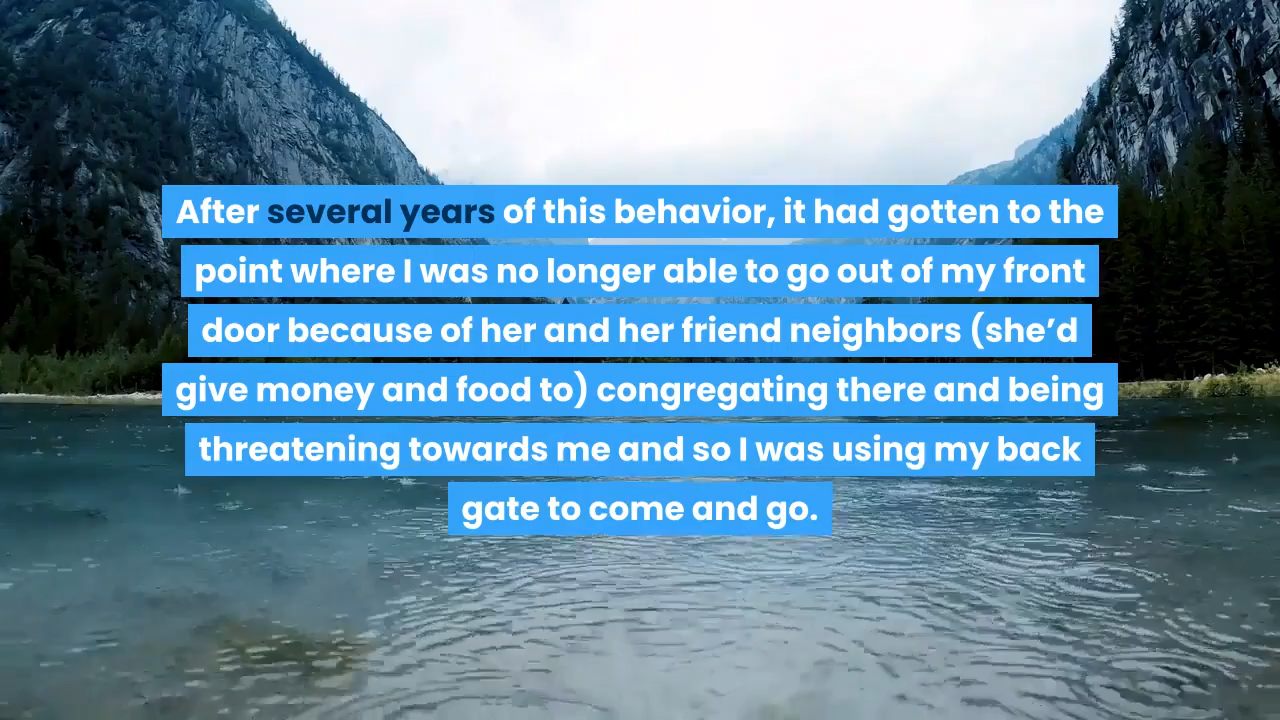 After several years of this behavior, it had gotten to the
point where I was no longer able to go out of my front
door because of her and her friend neighbors (she’d
give money and food to) congregating there and being
threatening towards me and so I was using my back
gate to come and go.